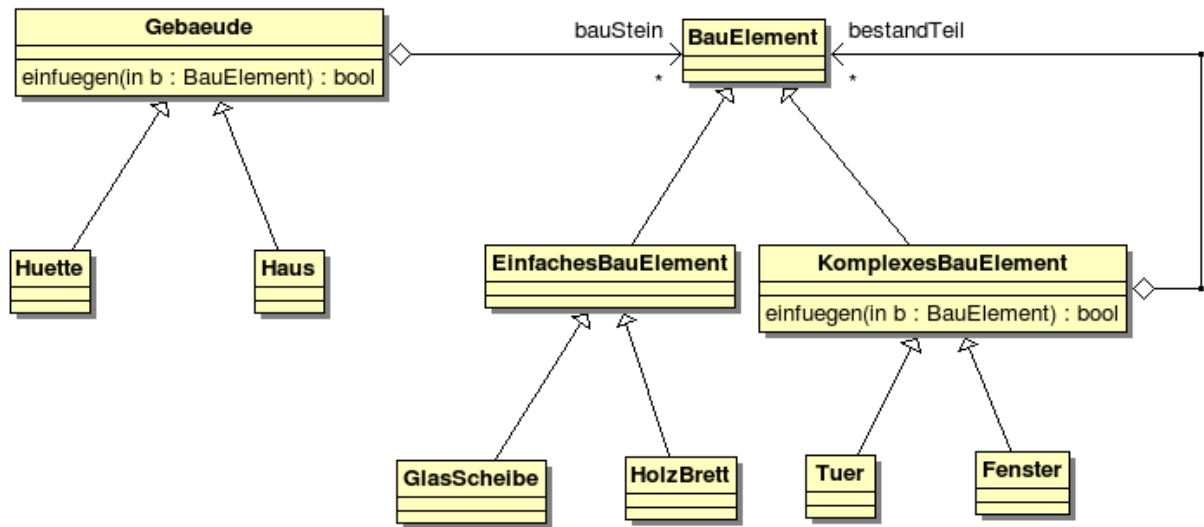 Gebaeude
einfuegen(in b : BauElement) : bool
bauStein
*
BauElement
bestandTeil
*
Huette
Haus
EinfachesBauElement
KomplexesBauElement
einfuegen(in b : BauElement) : bool
GlasScheibe
HolzBrett
Tuer
Fenster